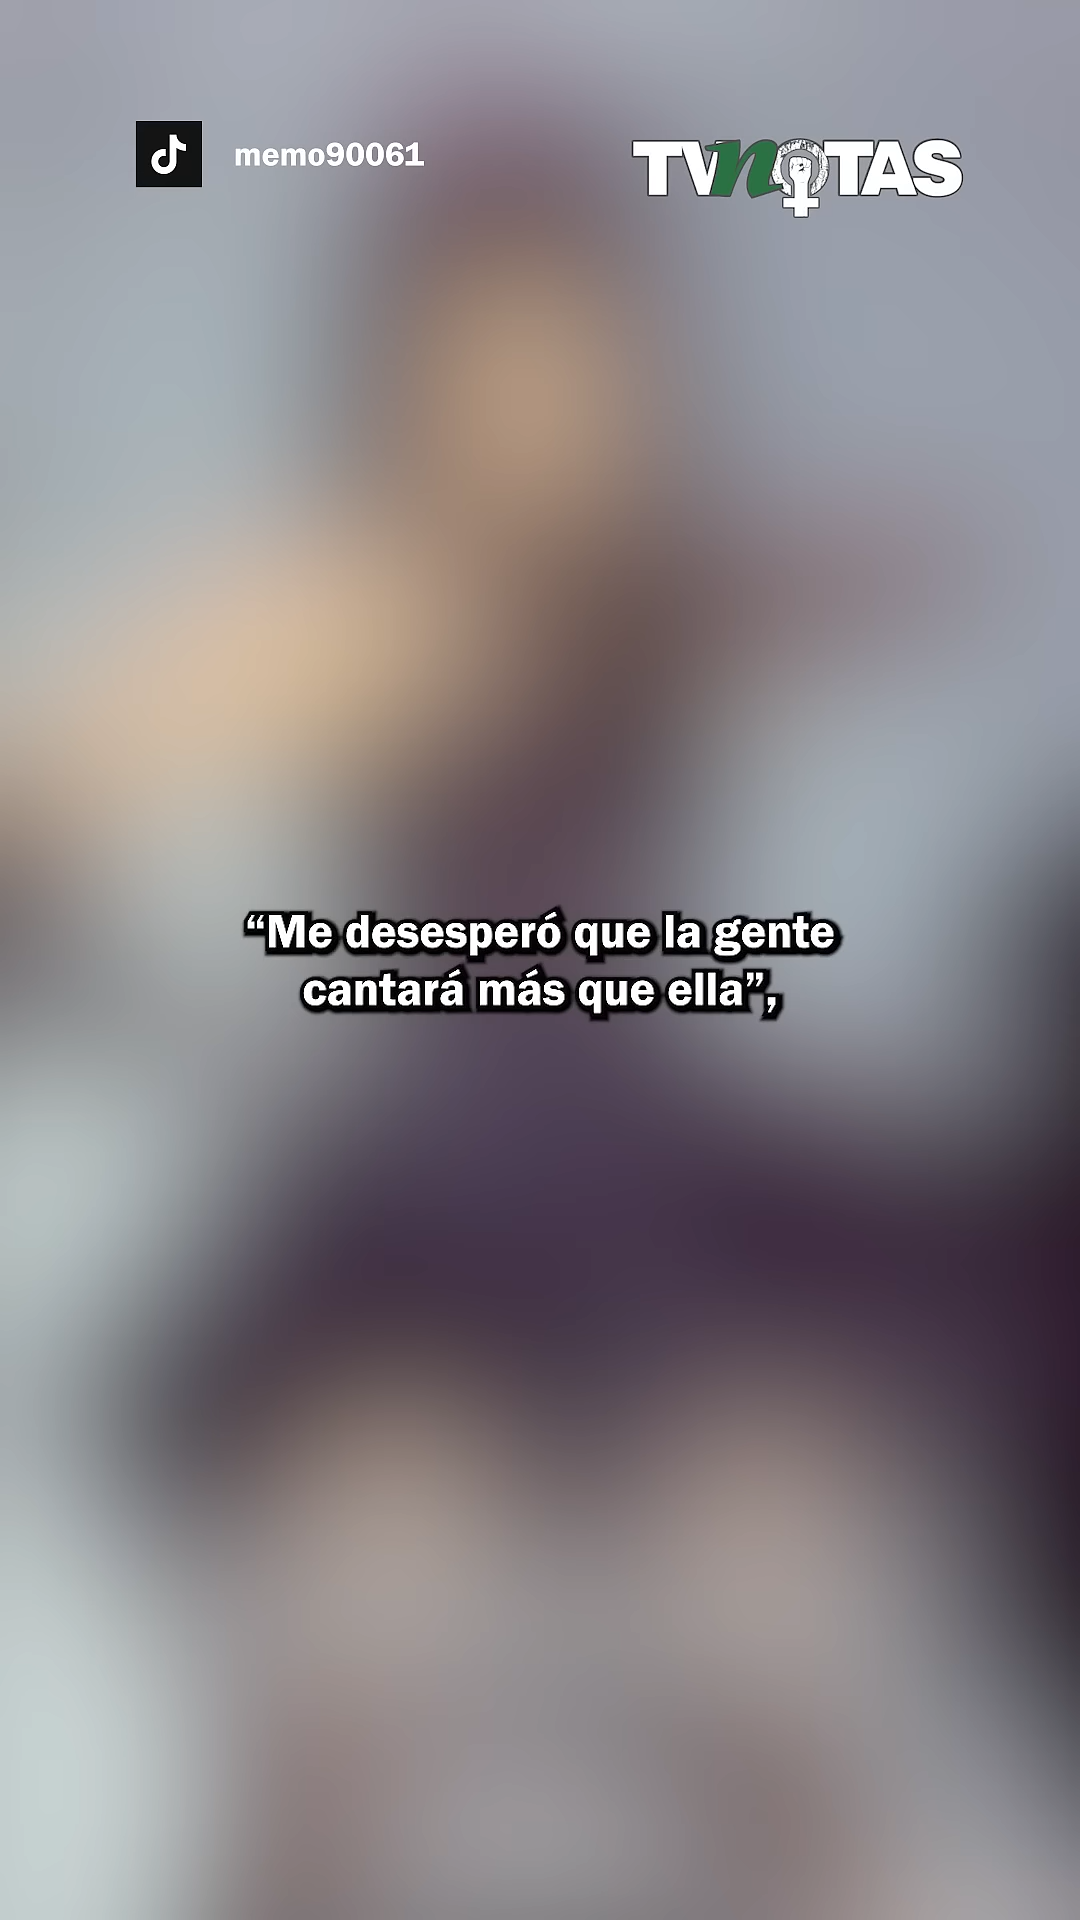 memo90061
TVnOTAS
“Me desesperó que la gente
cantará más que ella”,